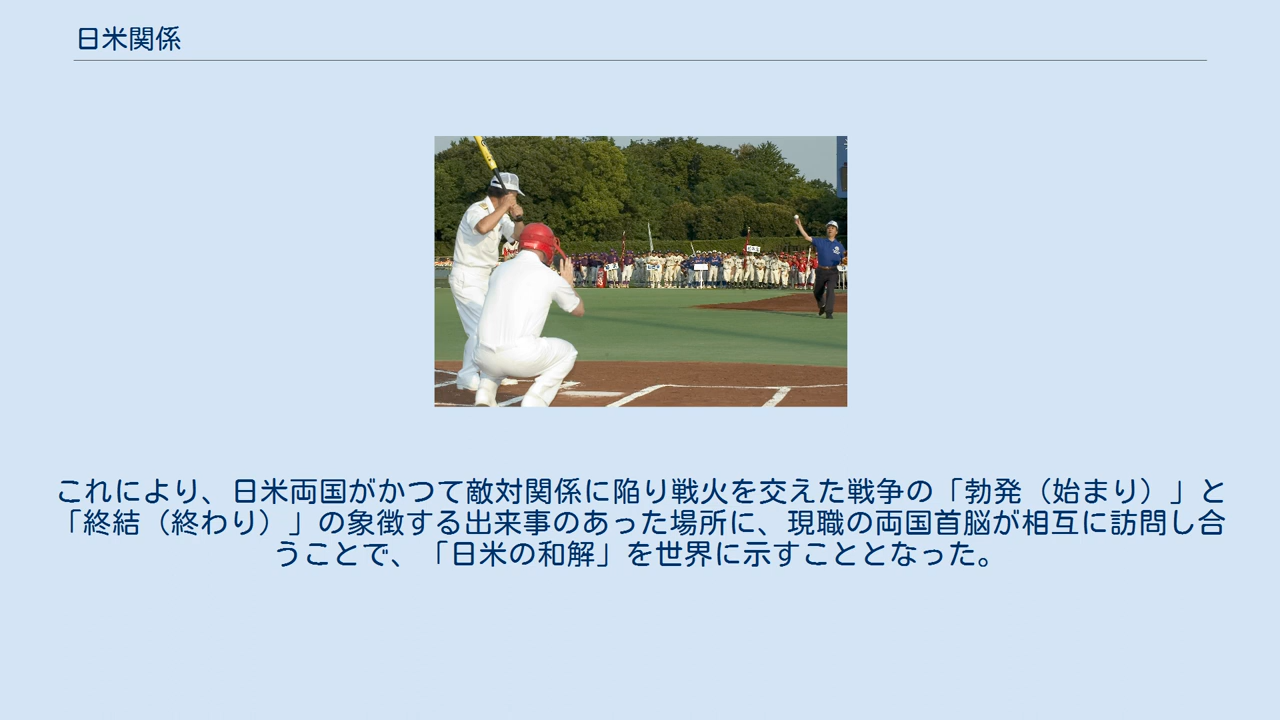 日米関係
これにより、日米両国がかつて敵対関係に陥り戦火を交えた戦争の「勃発（始まり）」と
「終結（終わり）」の象徴する出来事のあった場所に、現職の両国首脳が相互に訪問し合
うことで、「日米の和解」を世界に示すこととなった。